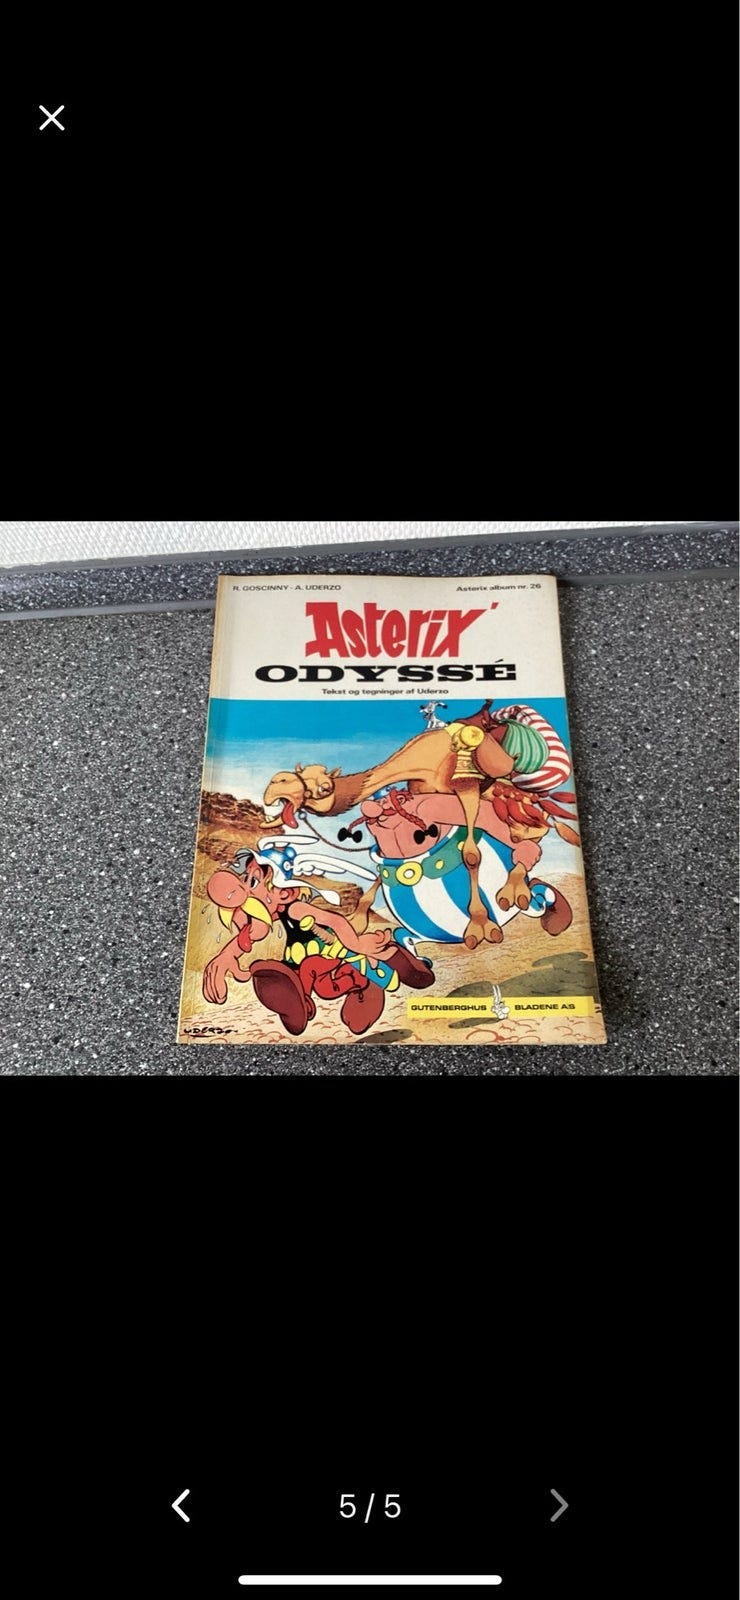 R. GOSCINNY - A. UDERZO Asterix album nr. 26
Asterix'
ODYSSÉ
Tekst og tegninger af Uderzo
GUTENBERGHUS BLADENE A/S
UDERZO
5 / 5